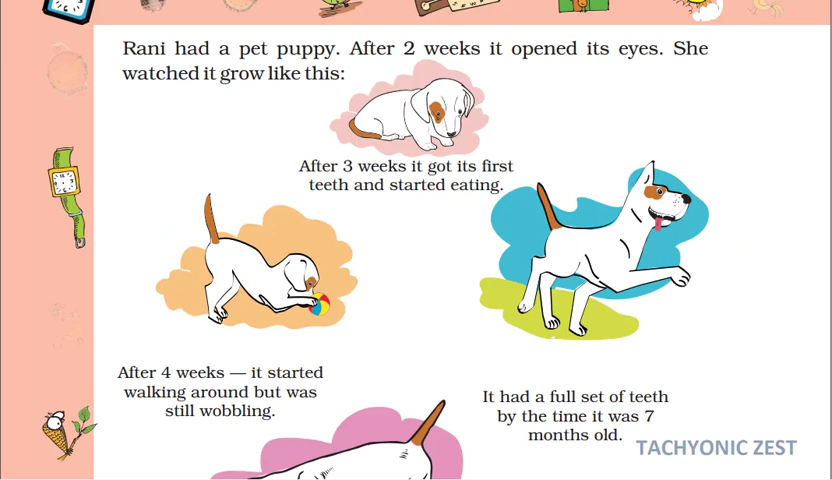 Rani had a pet puppy. After 2 weeks it opened its eyes. She
watched it grow like this:
After 3 weeks it got its first
teeth and started eating.
After 4 weeks — it started
walking around but was
still wobbling.
It had a full set of teeth
by the time it was 7
months old.
TACHYONIC ZEST